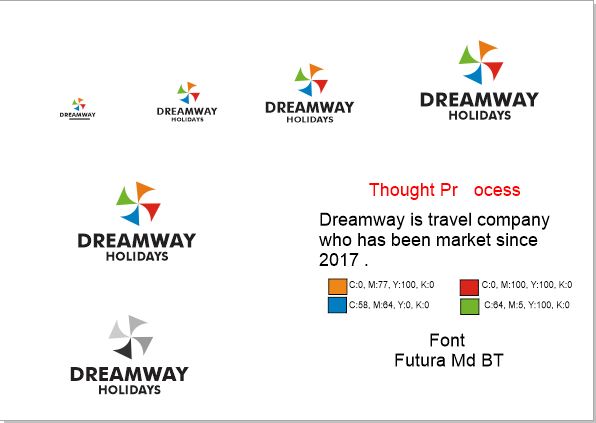 DREAMWAY
DREAMWAY
HOLIDAYS
DREAMWAY
HOLIDAYS
DREAMWAY
HOLIDAYS
DREAMWAY
HOLIDAYS
Thought Pr ocess
Dreamway is travel company
who has been market since
2017 .
C:0, M:77, Y:100, K:0
C:0, M:100, Y:100, K:0
C:58, M:64, Y:0, K:0
C:64, M:5, Y:100, K:0
Font
Futura Md BT
DREAMWAY
HOLIDAYS